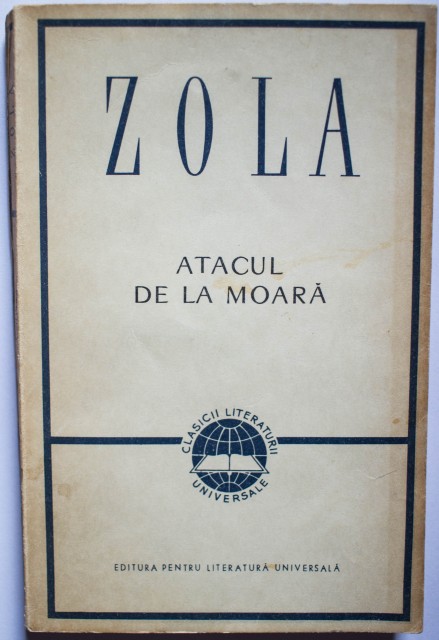 ZOLA
ATACUL
DE LA MOARĂ
CLASICII LITERATURII
UNIVERSALE
EDITURA PENTRU LITERATURĂ UNIVERSALĂ